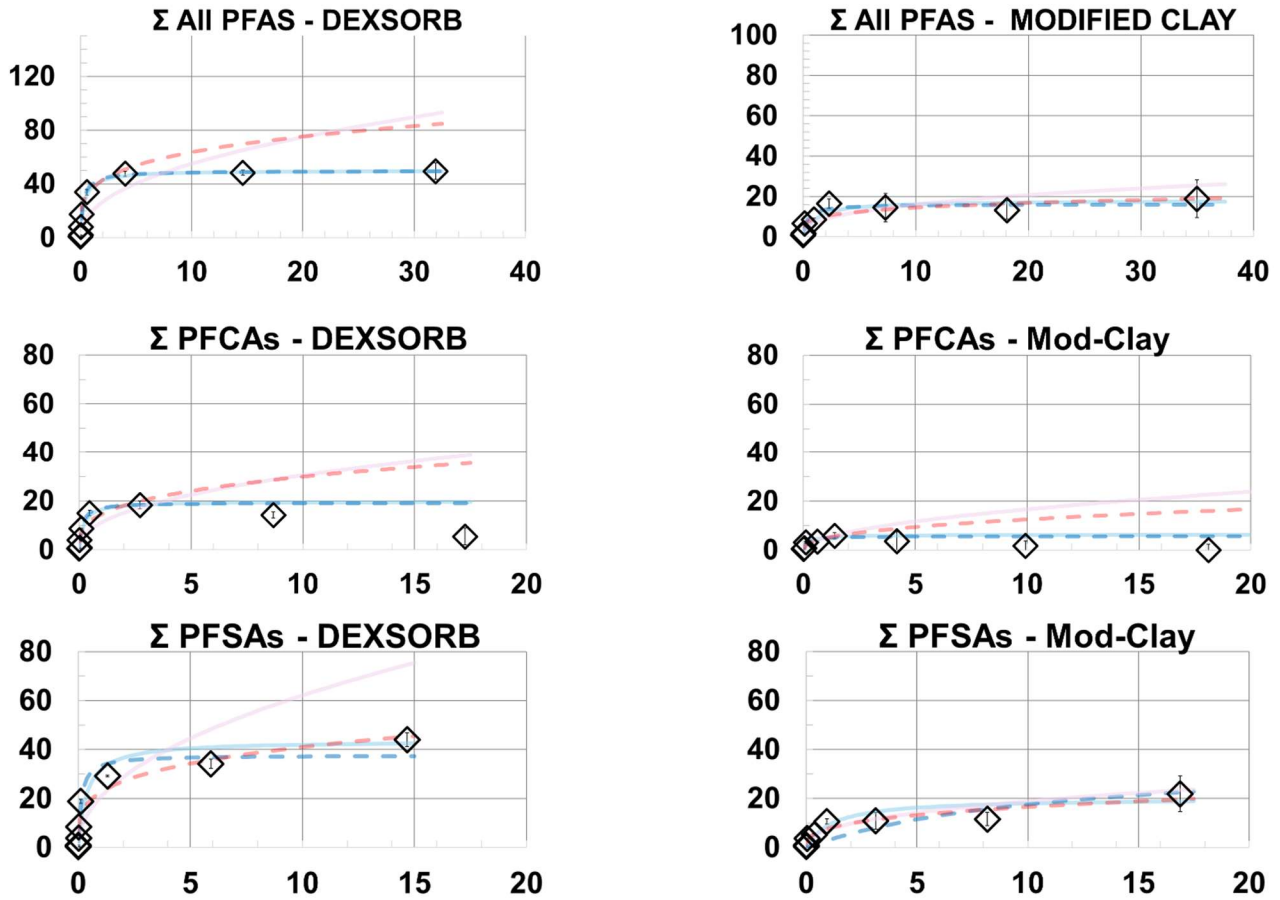 Σ All PFAS - DEXSORB
120
80
40
0
0 10 20 30 40
Σ All PFAS - MODIFIED CLAY
100
80
60
40
20
0
0 10 20 30 40
Σ PFCAs - DEXSORB
80
60
40
20
0
0 5 10 15 20
Σ PFCAs - Mod-Clay
80
60
40
20
0
0 5 10 15 20
Σ PFSAs - DEXSORB
80
60
40
20
0
0 5 10 15 20
Σ PFSAs - Mod-Clay
80
60
40
20
0
0 5 10 15 20